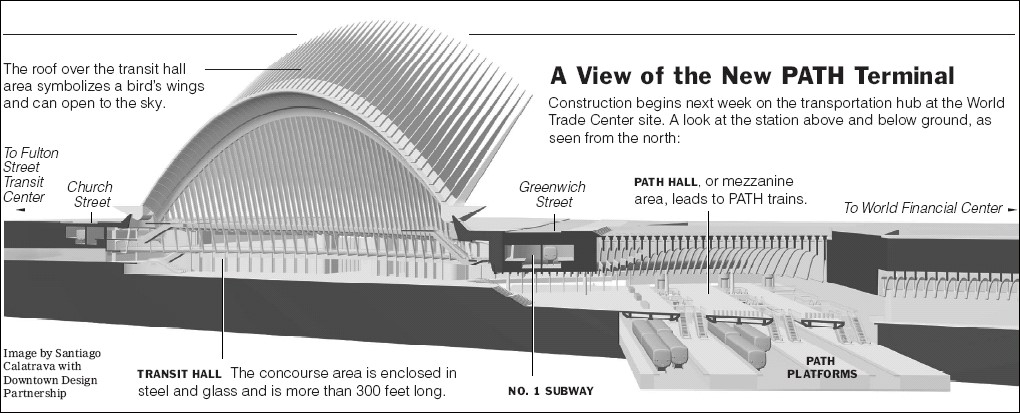 A View of the New PATH Terminal
Construction begins next week on the transportation hub at the World
Trade Center site. A look at the station above and below ground, as
seen from the north:
The roof over the transit hall
area symbolizes a bird's wings
and can open to the sky.
To Fulton
Street
Transit
Center
Church
Street
Greenwich
Street
PATH HALL, or mezzanine
area, leads to PATH trains.
To World Financial Center
Image by Santiago
Calatrava with
Downtown Design
Partnership
TRANSIT HALL The concourse area is enclosed in
steel and glass and is more than 300 feet long.
NO. 1 SUBWAY
PATH
PLATFORMS